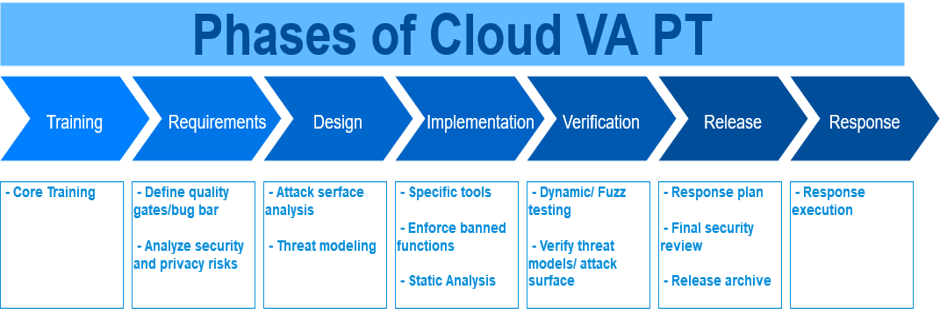 Phases of Cloud VA PT
Training
Requirements
Design
Implementation
Verification
Release
Response
- Core Training
- Define quality
gates/bug bar
- Analyze security
and privacy risks
- Attack serface
analysis
- Threat modeling
- Specific tools
- Enforce banned
functions
- Static Analysis
- Dynamic/ Fuzz
testing
- Verify threat
models/ attack
surface
- Response plan
- Final security
review
- Release archive
- Response
execution